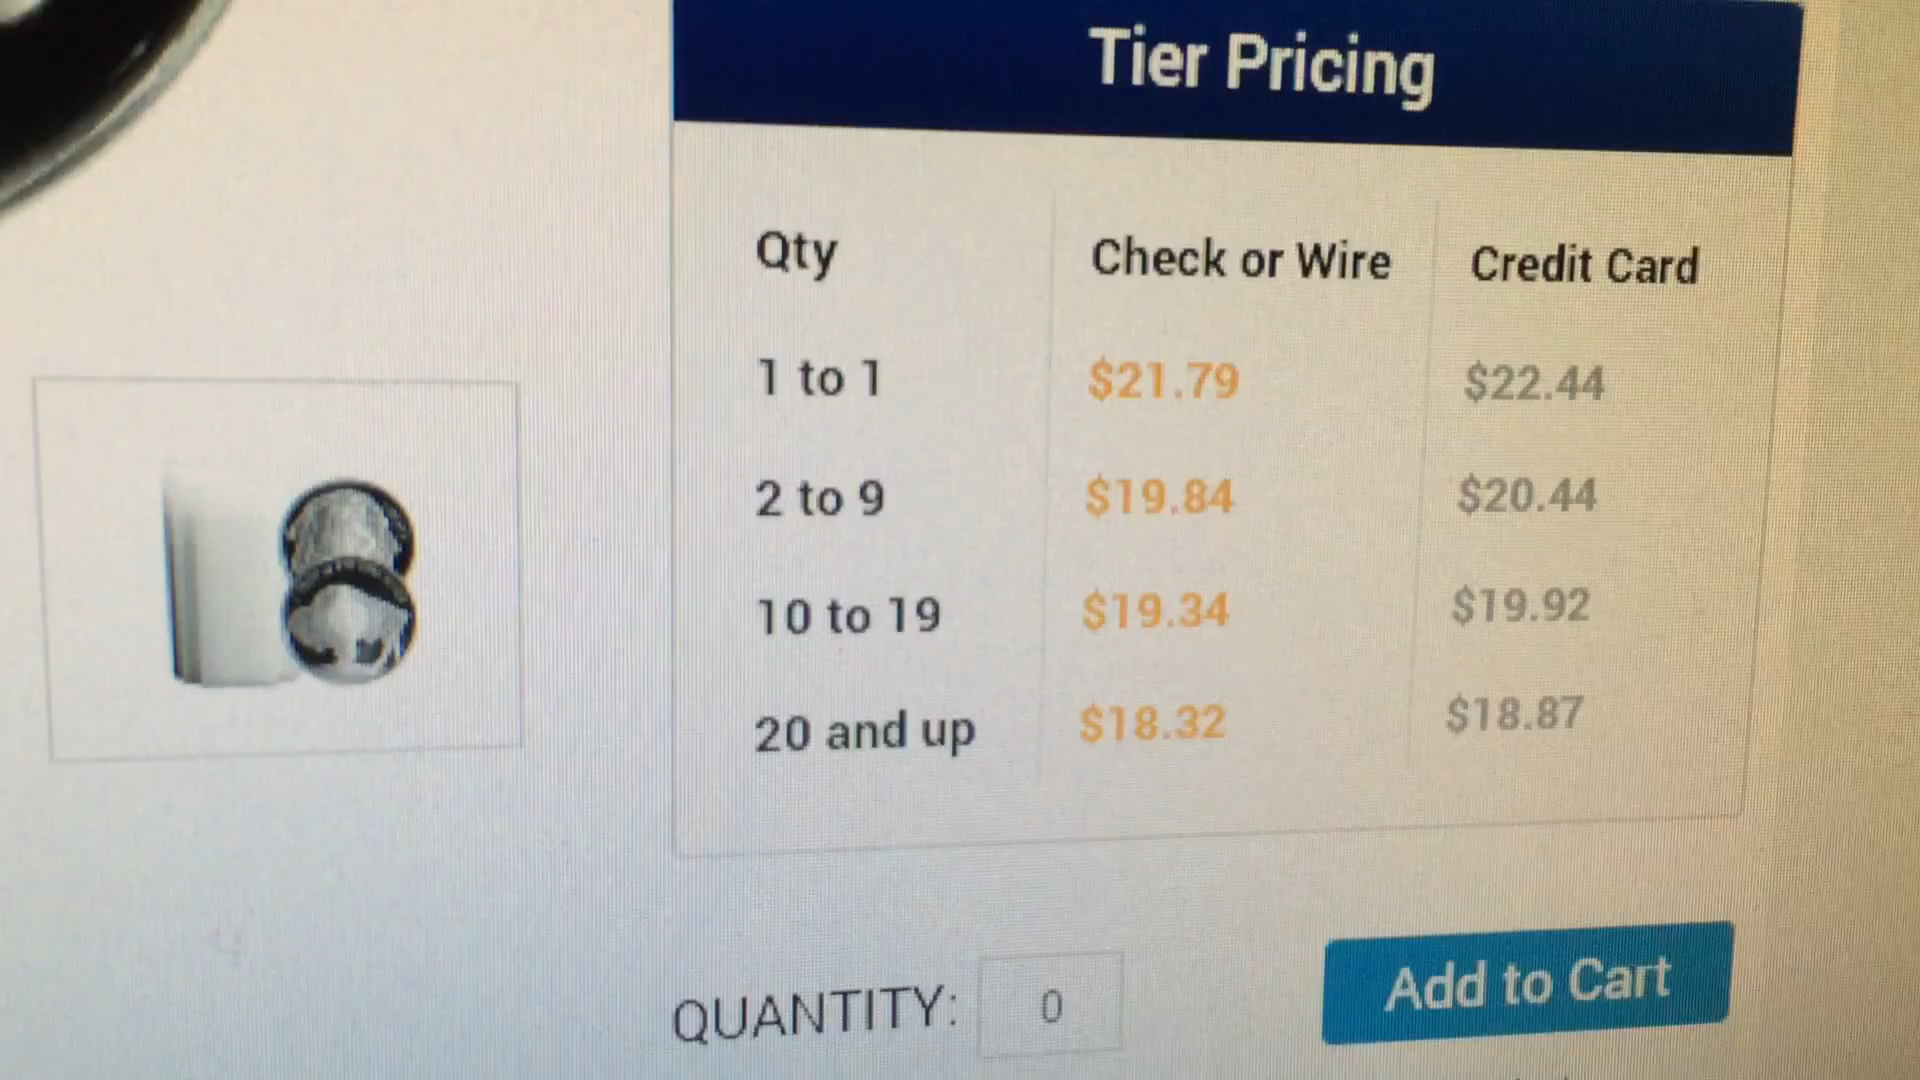 Tier Pricing
Qty Check or Wire Credit Card
1 to 1 $21.79 $22.44
2 to 9 $19.84 $20.44
10 to 19 $19.34 $19.92
20 and up $18.32 $18.87
QUANTITY: 0 Add to Cart